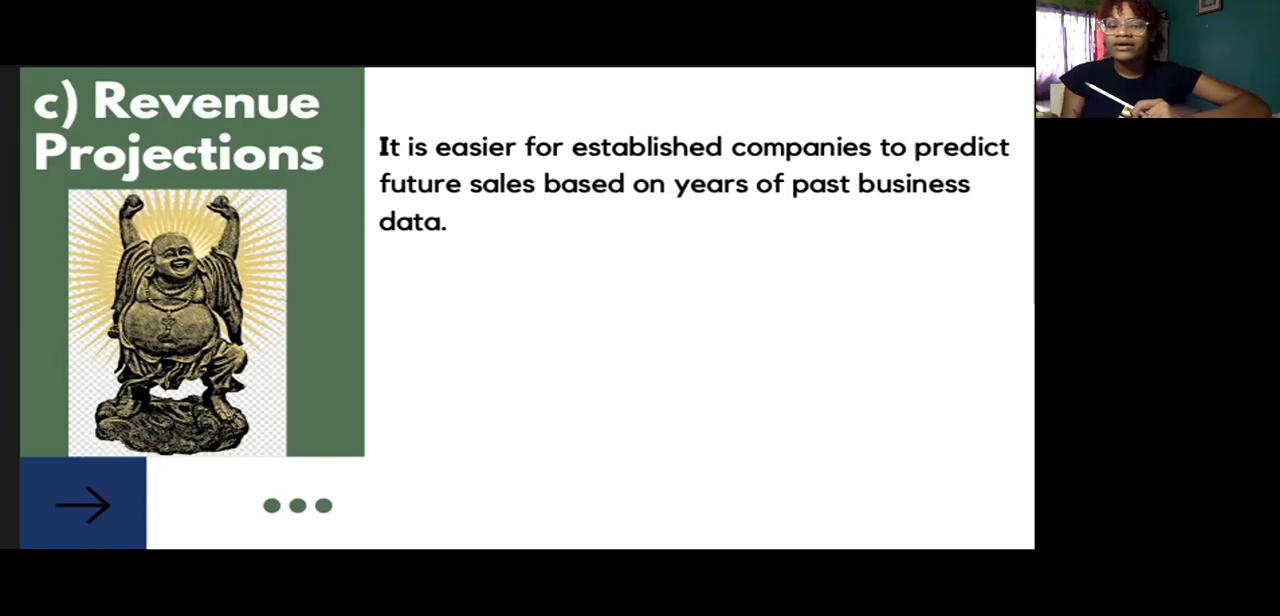 c) Revenue
Projections
It is easier for established companies to predict
future sales based on years of past business
data.